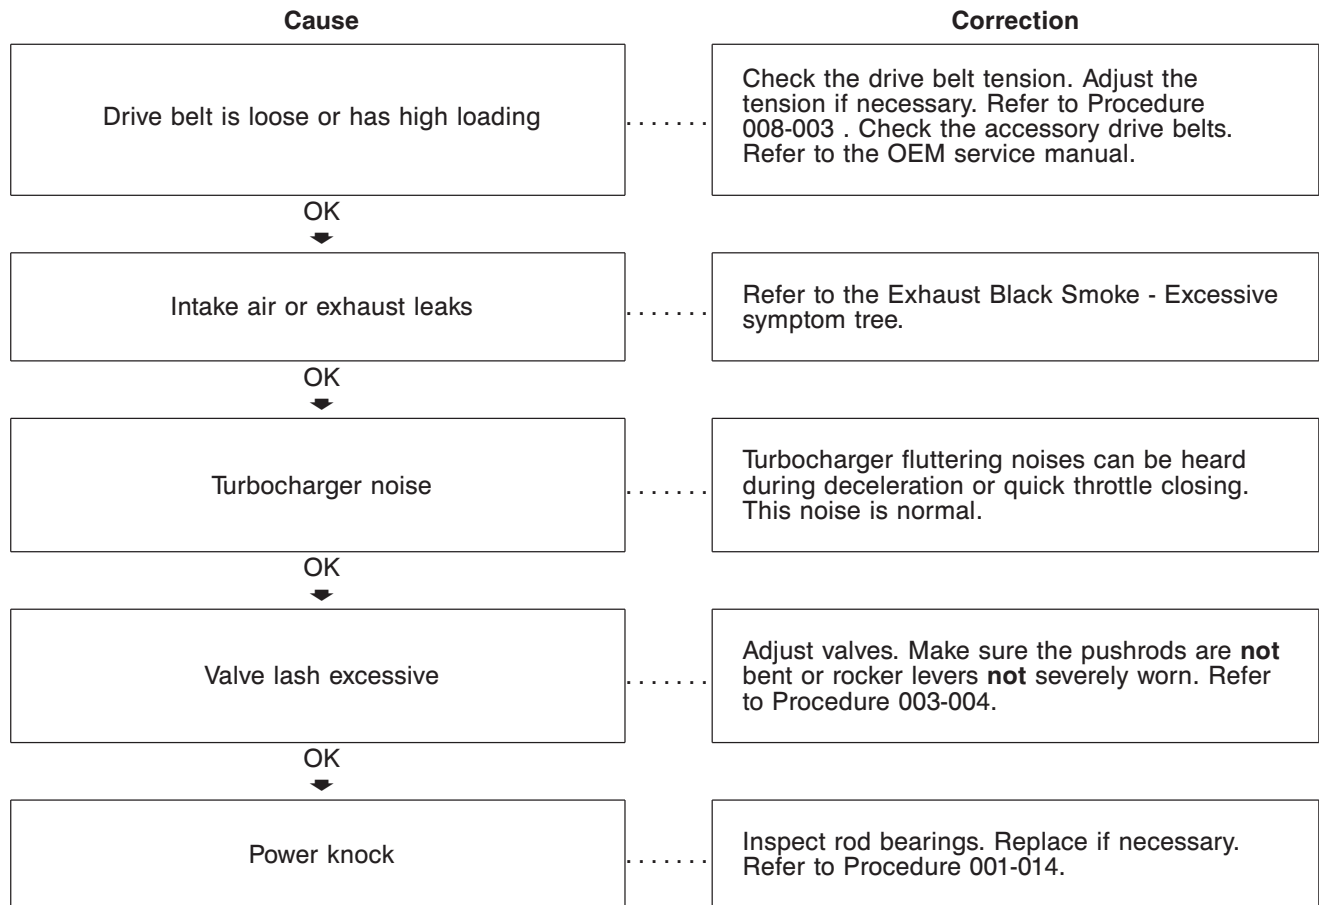 Cause
Correction
Drive belt is loose or has high loading
.......
Check the drive belt tension. Adjust the
tension if necessary. Refer to Procedure
008-003 . Check the accessory drive belts.
Refer to the OEM service manual.
OK
Intake air or exhaust leaks
.......
Refer to the Exhaust Black Smoke - Excessive
symptom tree.
OK
Turbocharger noise
.......
Turbocharger fluttering noises can be heard
during deceleration or quick throttle closing.
This noise is normal.
OK
Valve lash excessive
.......
Adjust valves. Make sure the pushrods are not
bent or rocker levers not severely worn. Refer
to Procedure 003-004.
OK
Power knock
.......
Inspect rod bearings. Replace if necessary.
Refer to Procedure 001-014.